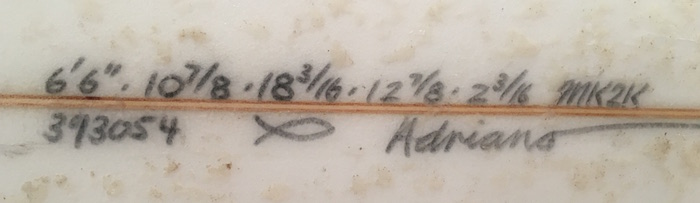 6'6" · 10 7/8 · 18 3/16 · 12 7/8 · 2 3/16 MK2K
393054 Adriano